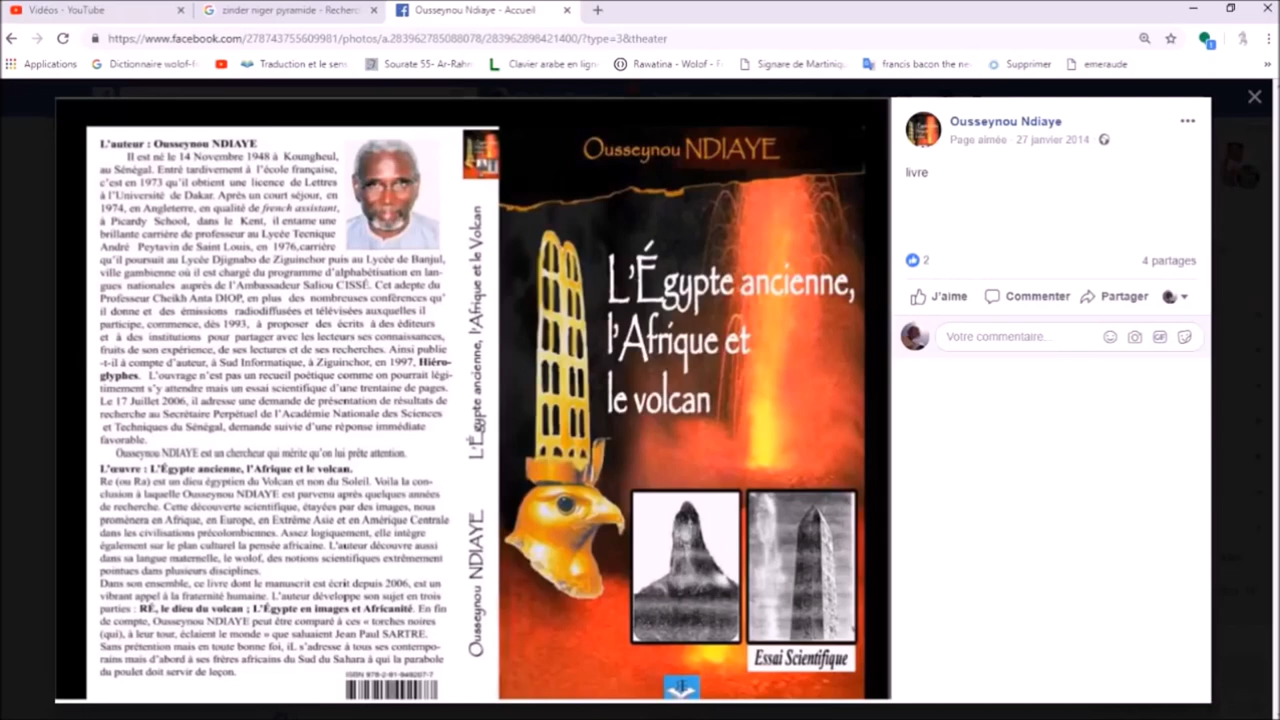 Vidéos - YouTube
zinder niger pyramide - Recherc
Ousseynou Ndiaye - Accueil
https://www.facebook.com/278743755609981/photos/a.283962785088078/283962898421400/?type=3&theater
Applications
Dictionnaire wolof-f
Traduction et le sens
Sourate 55- Ar-Rahm
Clavier arabe en lign
Rawatina - Wolof - F
Signare de Martiniq
francis bacon the ne
Supprimer
emeraude
»
L'auteur : Ousseynou NDIAYE
Il est né le 14 Novembre 1948 à Koungheul,
au Sénégal. Entré tardivement à l'école française,
c'est en 1973 qu'il obtient une licence de Lettres
à l'Université de Dakar. Après un court séjour, en
1974, en Angleterre, en qualité de french assistant,
à Picardy School, dans le Kent, il entame une
brillante carrière de professeur au Lycée Tecnique
André Peytavin de Saint Louis, en 1976,carrière
qu'il poursuit au Lycée Djignabo de Ziguinchor puis au Lycée de Banjul,
ville gambienne où il est chargé du programme d'alphabétisation en lan-
gues nationales auprès de l'Ambassadeur Saliou CISSÉ. Cet adepte du
Professeur Cheikh Anta DIOP, en plus des nombreuses conférences qu'
il donne et des émissions radiodiffusées et télévisées auxquelles il
participe, commence, dès 1993, à proposer des écrits à des éditeurs
et à des institutions pour partager avec les lecteurs ses connaissances,
fruits de son expérience, de ses lectures et de ses recherches. Ainsi publie
-t-il à compte d'auteur, à Sud Informatique, à Ziguinchor, en 1997, Hiéro-
glyphes. L'ouvrage n'est pas un recueil poétique comme on pourrait légi-
timement s'y attendre mais un essai scientifique d'une trentaine de pages.
Le 17 Juillet 2006, il adresse une demande de présentation de résultats de
recherche au Secrétaire Perpétuel de l'Académie Nationale des Sciences
et Techniques du Sénégal, demande suivie d'une réponse immédiate
favorable.
Ousseynou NDIAYE est un chercheur qui mérite qu'on lui prête attention.
L'œuvre : L'Égypte ancienne, l'Afrique et le volcan.
Re (ou Ra) est un dieu égyptien du Volcan et non du Soleil. Voila la con-
clusion à laquelle Ousseynou NDIAYE est parvenu après quelques années
de recherche. Cette découverte scientifique, étayées par des images, nous
promènera en Afrique, en Europe, en Extrême Asie et en Amérique Centrale
dans les civilisations précolombiennes. Assez logiquement, elle intègre
également sur le plan culturel la pensée africaine. L'auteur découvre aussi
dans sa langue maternelle, le wolof, des notions scientifiques extrêmement
pointues dans plusieurs disciplines.
Dans son ensemble, ce livre dont le manuscrit est écrit depuis 2006, est un
vibrant appel à la fraternité humaine. L'auteur développe son sujet en trois
parties : RÉ, le dieu du volcan ; L'Égypte en images et Africanité. En fin
de compte, Ousseynou NDIAYE peut être comparé à ces « torches noires
(qui), à leur tour, éclaient le monde » que saluaient Jean Paul SARTRE.
Sans prétention mais en toute bonne foi, iL s'adresse à tous ses contempo-
rains mais d'abord à ses frères africains du Sud du Sahara à qui la parabole
du poulet doit servir de leçon.
ISBN 978-2-81-949207-7
Ousseynou NDIAYE L'Égypte ancienne, l'Afrique et le Volcan
Ousseynou NDIAYE
L'Égypte ancienne,
l'Afrique et
le volcan
Essai Scientifique
Ousseynou Ndiaye
Page aimée · 27 janvier 2014
livre
2
4 partages
J'aime
Commenter
Partager
Votre commentaire...
GIF